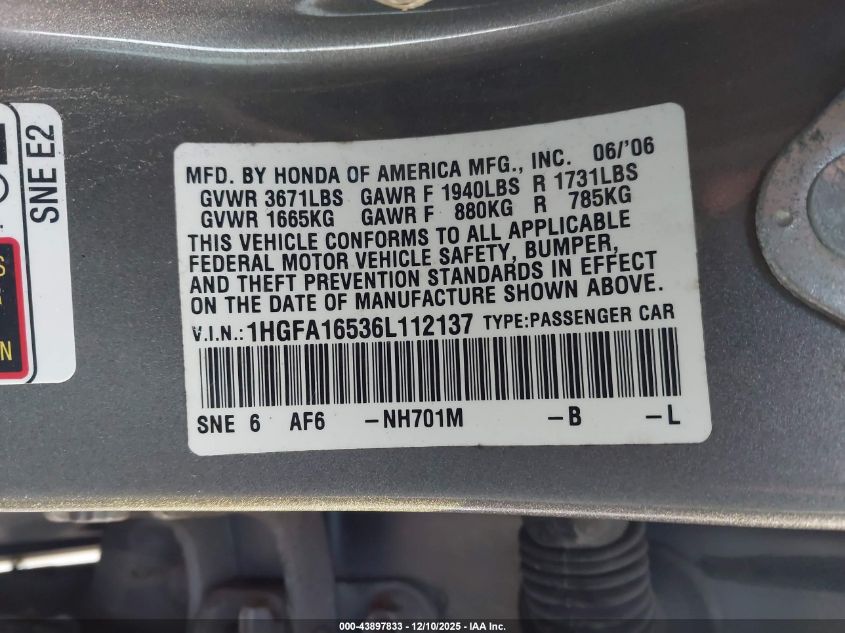 SNE E2
S
N
MFD. BY HONDA OF AMERICA MFG., INC. 06/'06
GVWR 3671LBS GAWR F 1940LBS R 1731LBS
GVWR 1665KG GAWR F 880KG R 785KG
THIS VEHICLE CONFORMS TO ALL APPLICABLE
FEDERAL MOTOR VEHICLE SAFETY, BUMPER,
AND THEFT PREVENTION STANDARDS IN EFFECT
ON THE DATE OF MANUFACTURE SHOWN ABOVE.
V.I.N.:1HGFA16536L112137 TYPE:PASSENGER CAR
SNE 6 AF6 -NH701M -B -L
000-43897833 - 12/10/2025 - IAA Inc.